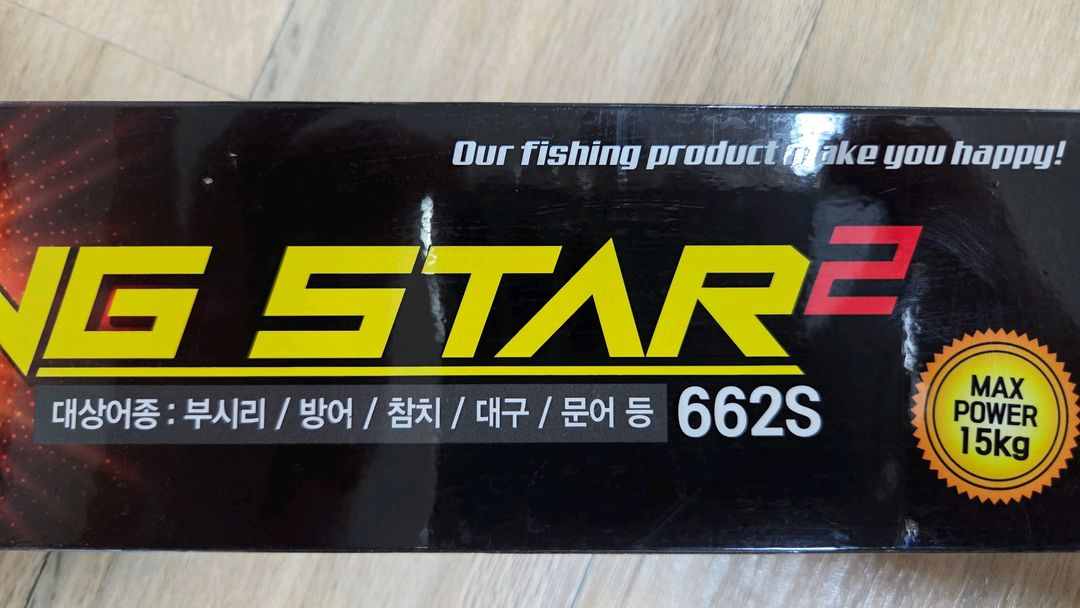 Our fishing product make you happy!
NG STAR2
대상어종 : 부시리 / 방어 / 참치 / 대구 / 문어 등 662S
MAX
POWER
15kg